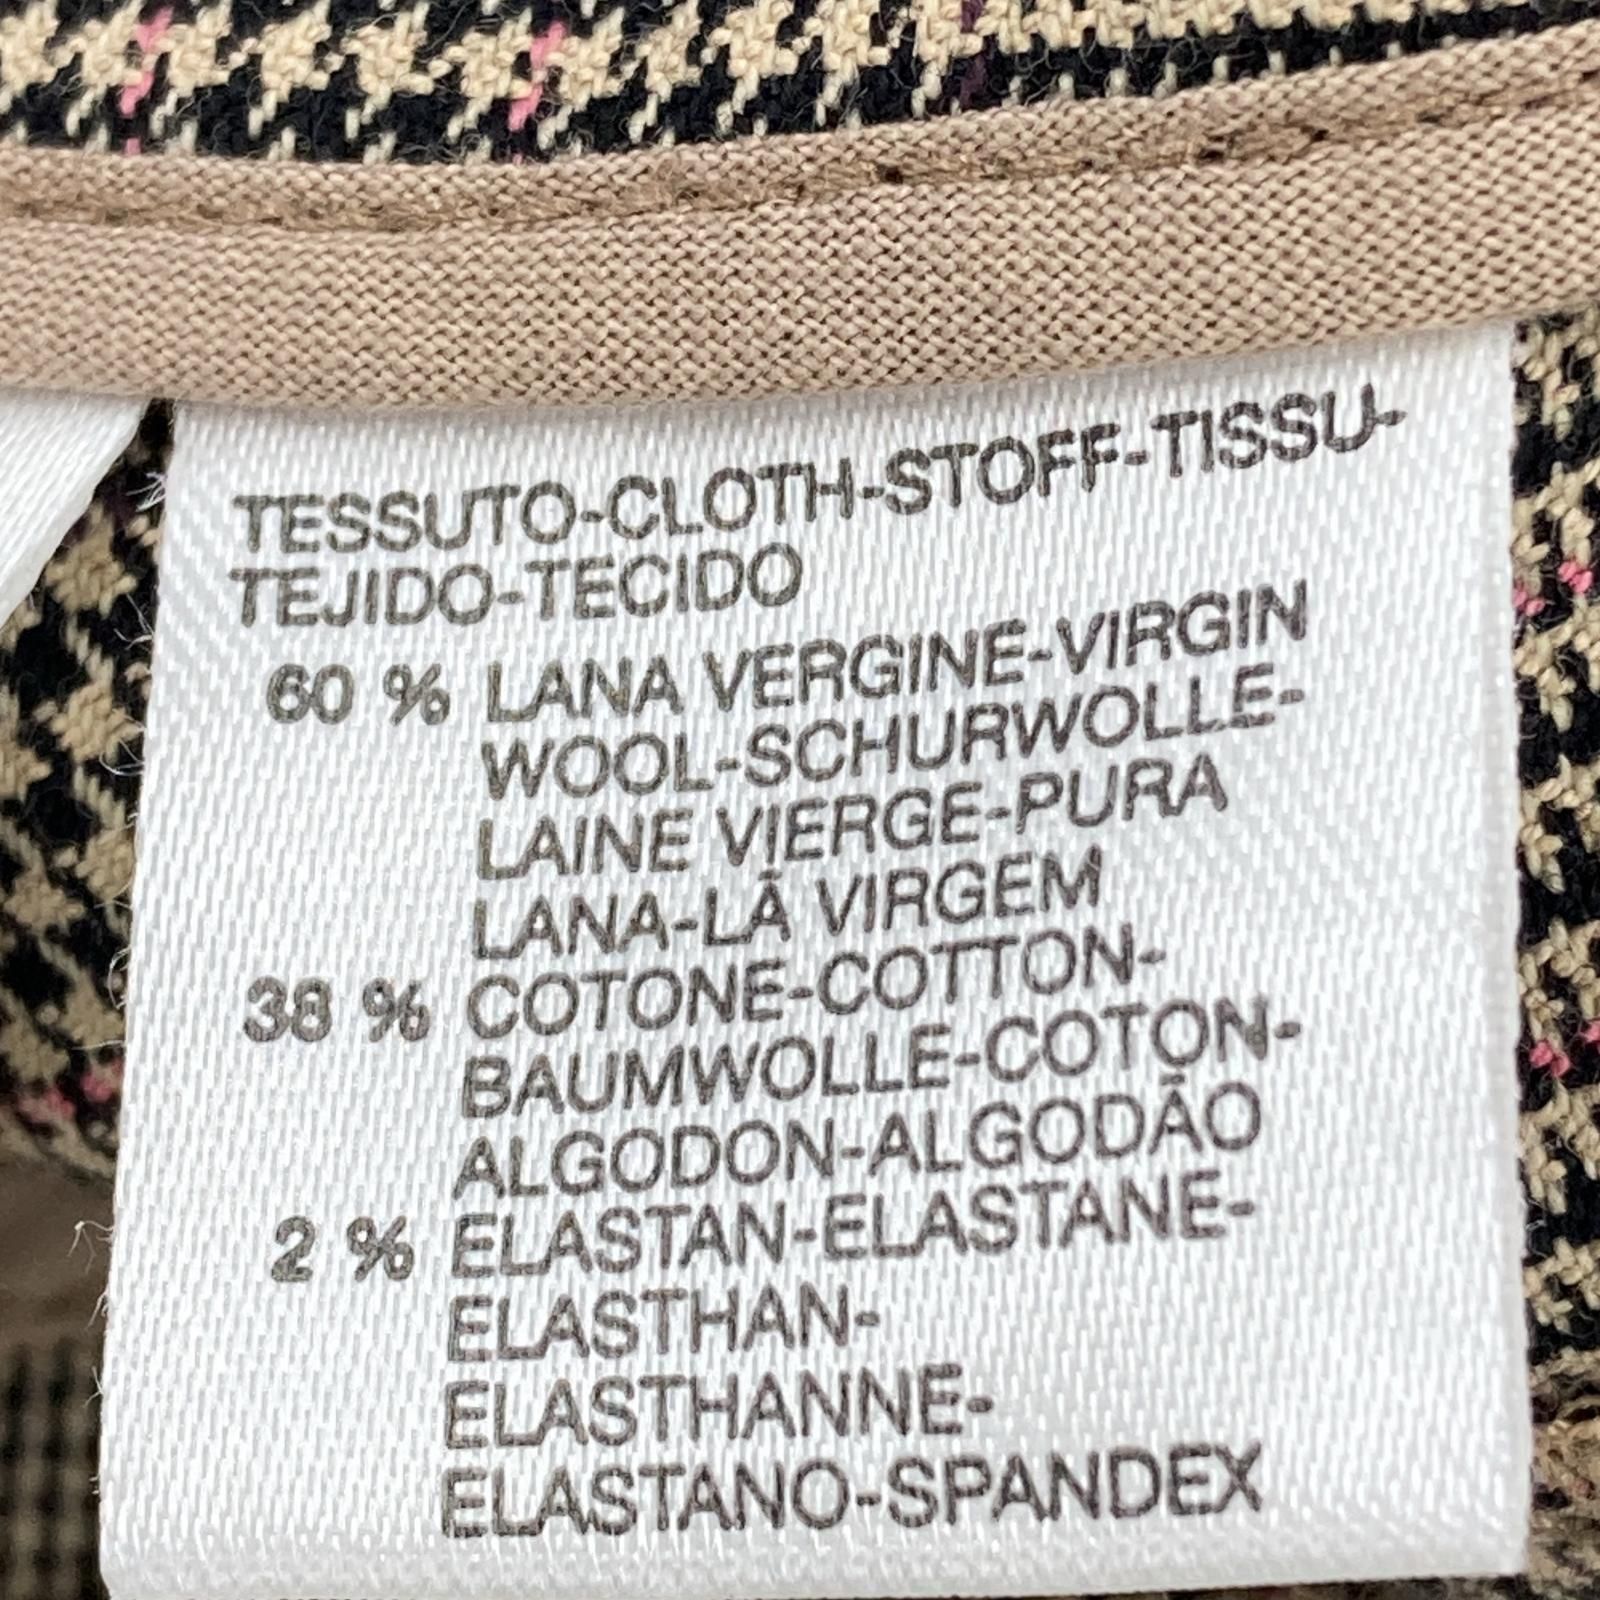 TESSUTO-CLOTH-STOFF-TISSU-
TEJIDO-TECIDO
60 % LANA VERGINE-VIRGIN
WOOL-SCHURWOLLE-
LAINE VIERGE-PURA
LANA-LÃ VIRGEM
38 % COTONE-COTTON-
BAUMWOLLE-COTON-
ALGODON-ALGODÃO
2 % ELASTAN-ELASTANE-
ELASTHAN-
ELASTHANNE-
ELASTANO-SPANDEX